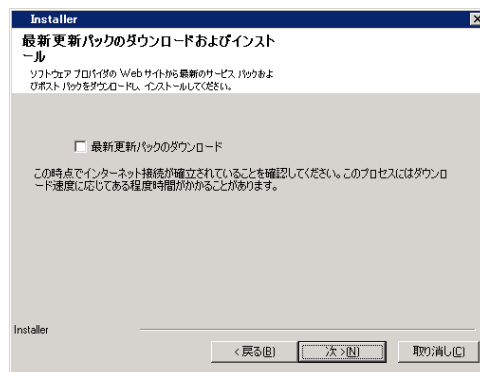 Installer
最新更新パックのダウンロードおよびインスト
ール
ソフトウェア プロバイダの Web サイトから最新のサービス パックおよ
びポスト パックをダウンロードし、インストールしてください。
最新更新パックのダウンロード
この時点でインターネット接続が確立されていることを確認してください。このプロセスにはダウンロ
ード速度に応じてある程度時間がかかることがあります。
Installer
< 戻る(B)
次 >(N)
取り消し(C)